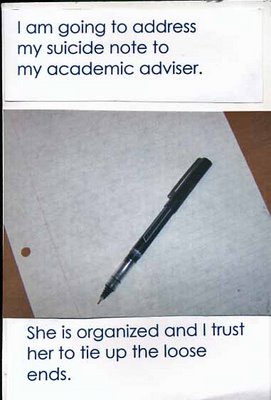 I am going to address
my suicide note to
my academic adviser.
She is organized and I trust
her to tie up the loose
ends.